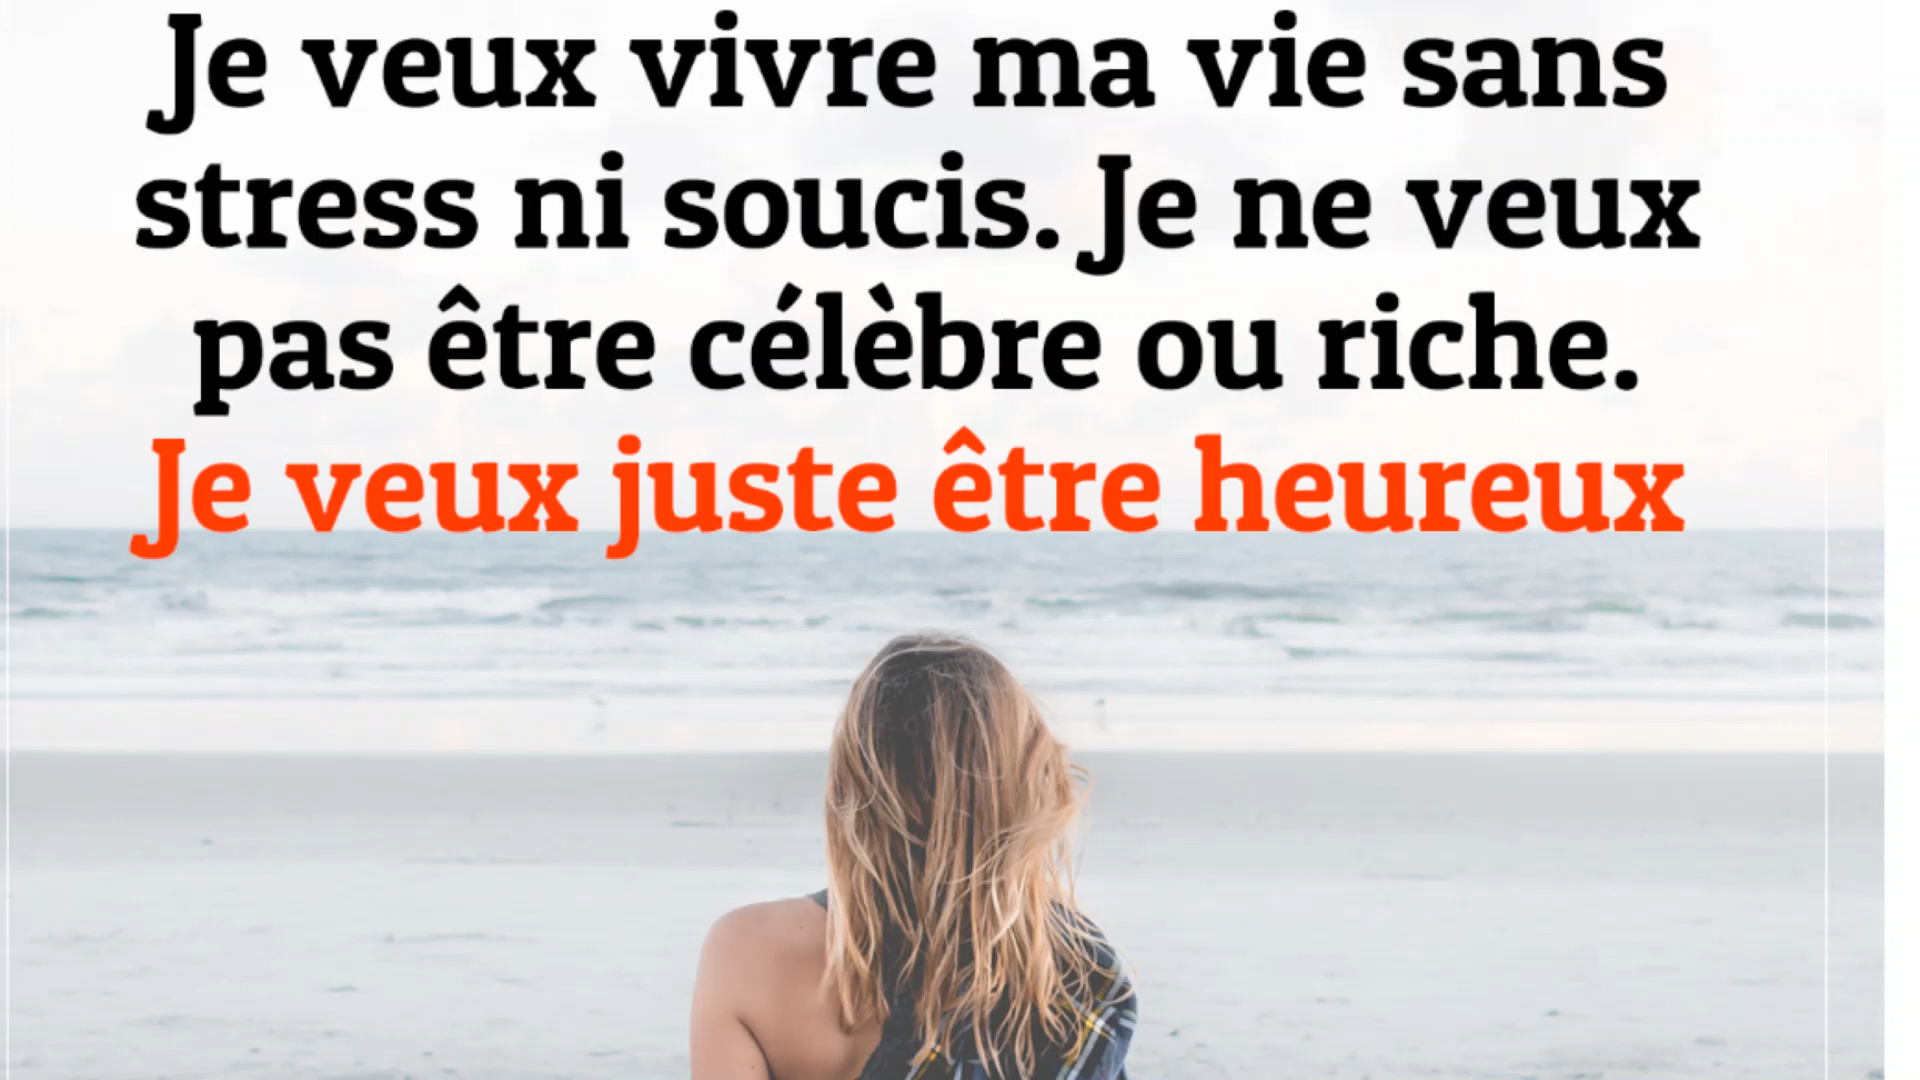 Je veux vivre ma vie sans
stress ni soucis. Je ne veux
pas être célèbre ou riche.
Je veux juste être heureux